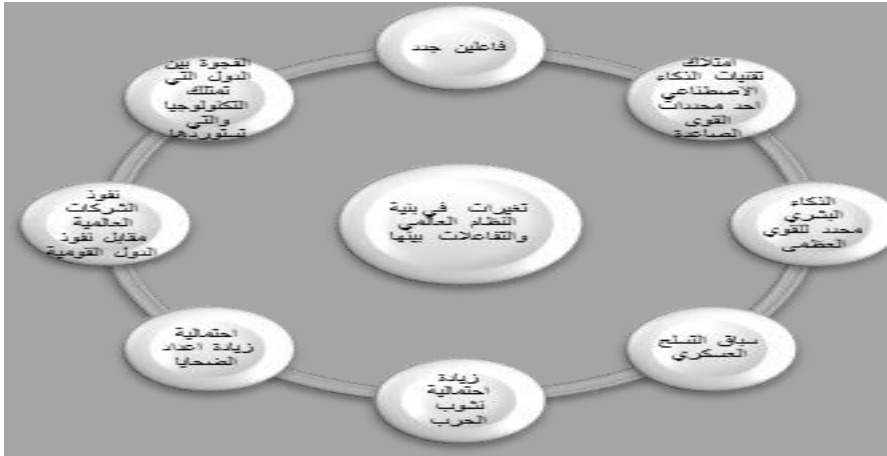 فاعلين جدد
امتلاك
تقنيات الذكاء
الاصطناعي
احد محددات
القوى
الصاعدة
الذكاء
البشري
محدد للقوى
العظمى
سباق التسلح
العسكري
زيادة
احتمالية
نشوب
الحرب
احتمالية
زيادة اعداد
الضحايا
نفوذ
الشركات
العالمية
مقابل نفوذ
الدول القومية
الفجوة بين
الدول التي
تمتلك
التكنولوجيا
والتي
تستوردها
تغيرات في بنية
النظام العالمي
والتفاعلات بينها